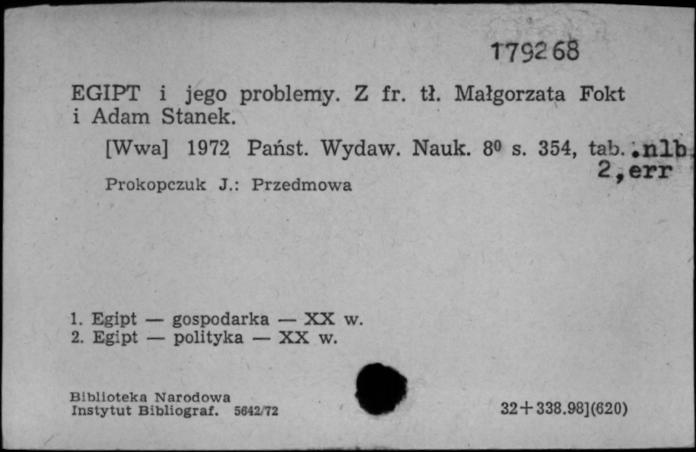 179268
EGIPT i jego problemy. Z fr. tł. Małgorzata Fokt
i Adam Stanek.
[Wwa] 1972 Państ. Wydaw. Nauk. 8⁰ s. 354, tab. .nlb.
2,err
Prokopczuk J.: Przedmowa
1. Egipt — gospodarka — XX w.
2. Egipt — polityka — XX w.
Biblioteka Narodowa
Instytut Bibliograf. 5642/72
32+338.98](620)